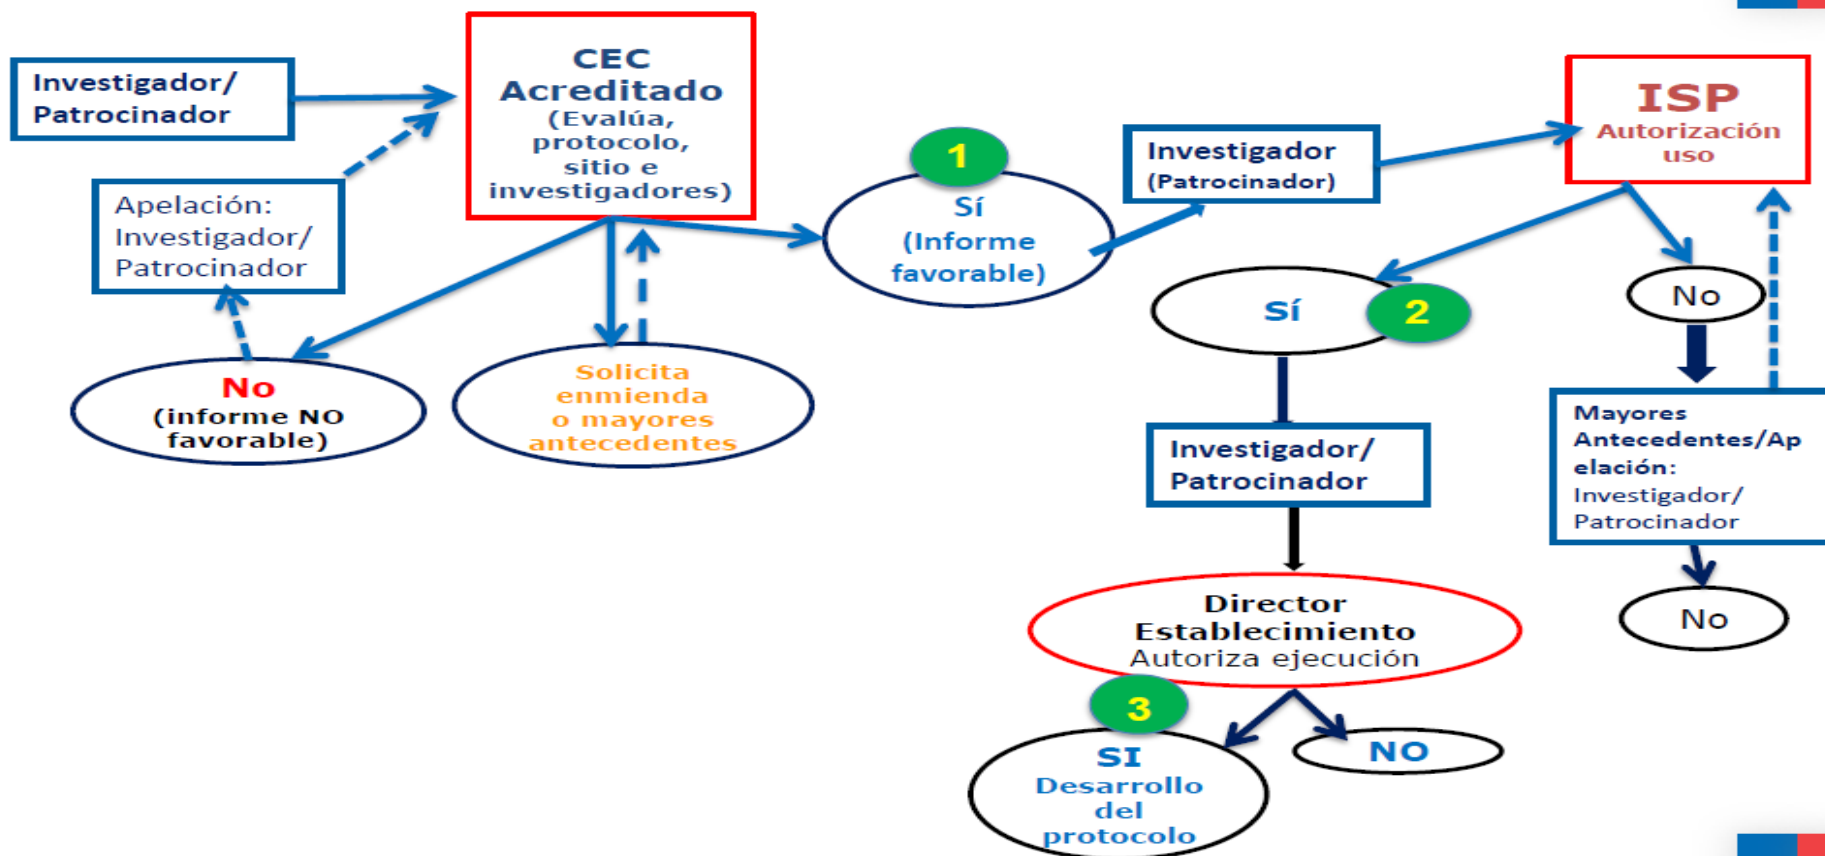 Investigador/
Patrocinador
CEC
Acreditado
(Evalúa,
protocolo,
sitio e
investigadores)
Apelación:
Investigador/
Patrocinador
No
(informe NO
favorable)
Solicita
enmienda
o mayores
antecedentes
1
Sí
(Informe
favorable)
Investigador
(Patrocinador)
ISP
Autorización
uso
Sí
2
No
Mayores
Antecedentes/Ap
elación:
Investigador/
Patrocinador
No
Investigador/
Patrocinador
Director
Establecimiento
Autoriza ejecución
3
SI
Desarrollo
del
protocolo
NO